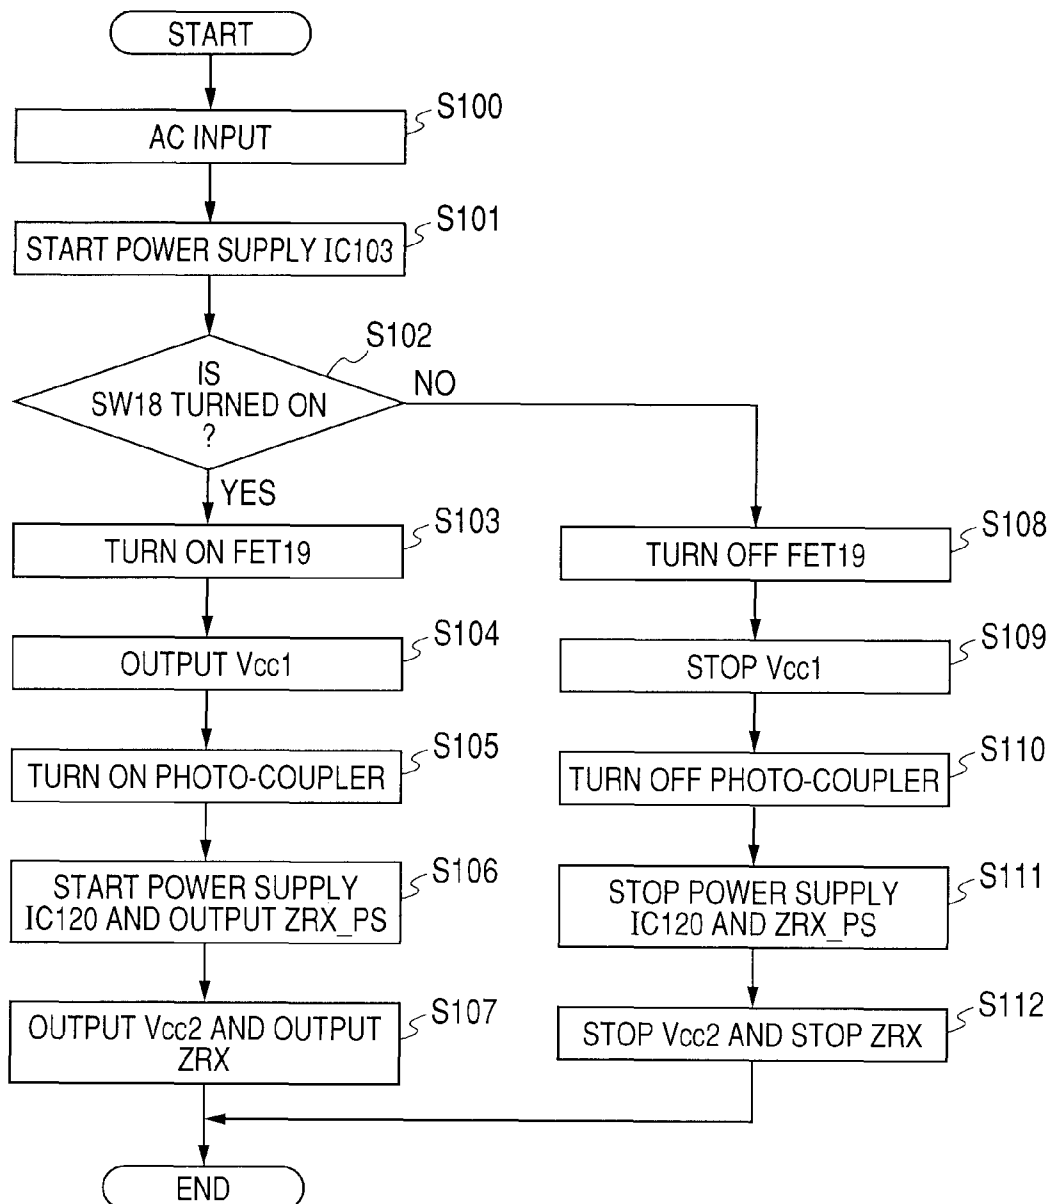 START
S100
AC INPUT
S101
START POWER SUPPLY IC103
S102
IS
SW18 TURNED ON
?
NO
YES
S103
TURN ON FET19
S104
OUTPUT Vcc1
S105
TURN ON PHOTO-COUPLER
S106
START POWER SUPPLY
IC120 AND OUTPUT ZRX_PS
S107
OUTPUT Vcc2 AND OUTPUT
ZRX
S108
TURN OFF FET19
S109
STOP Vcc1
S110
TURN OFF PHOTO-COUPLER
S111
STOP POWER SUPPLY
IC120 AND ZRX_PS
S112
STOP Vcc2 AND STOP ZRX
END